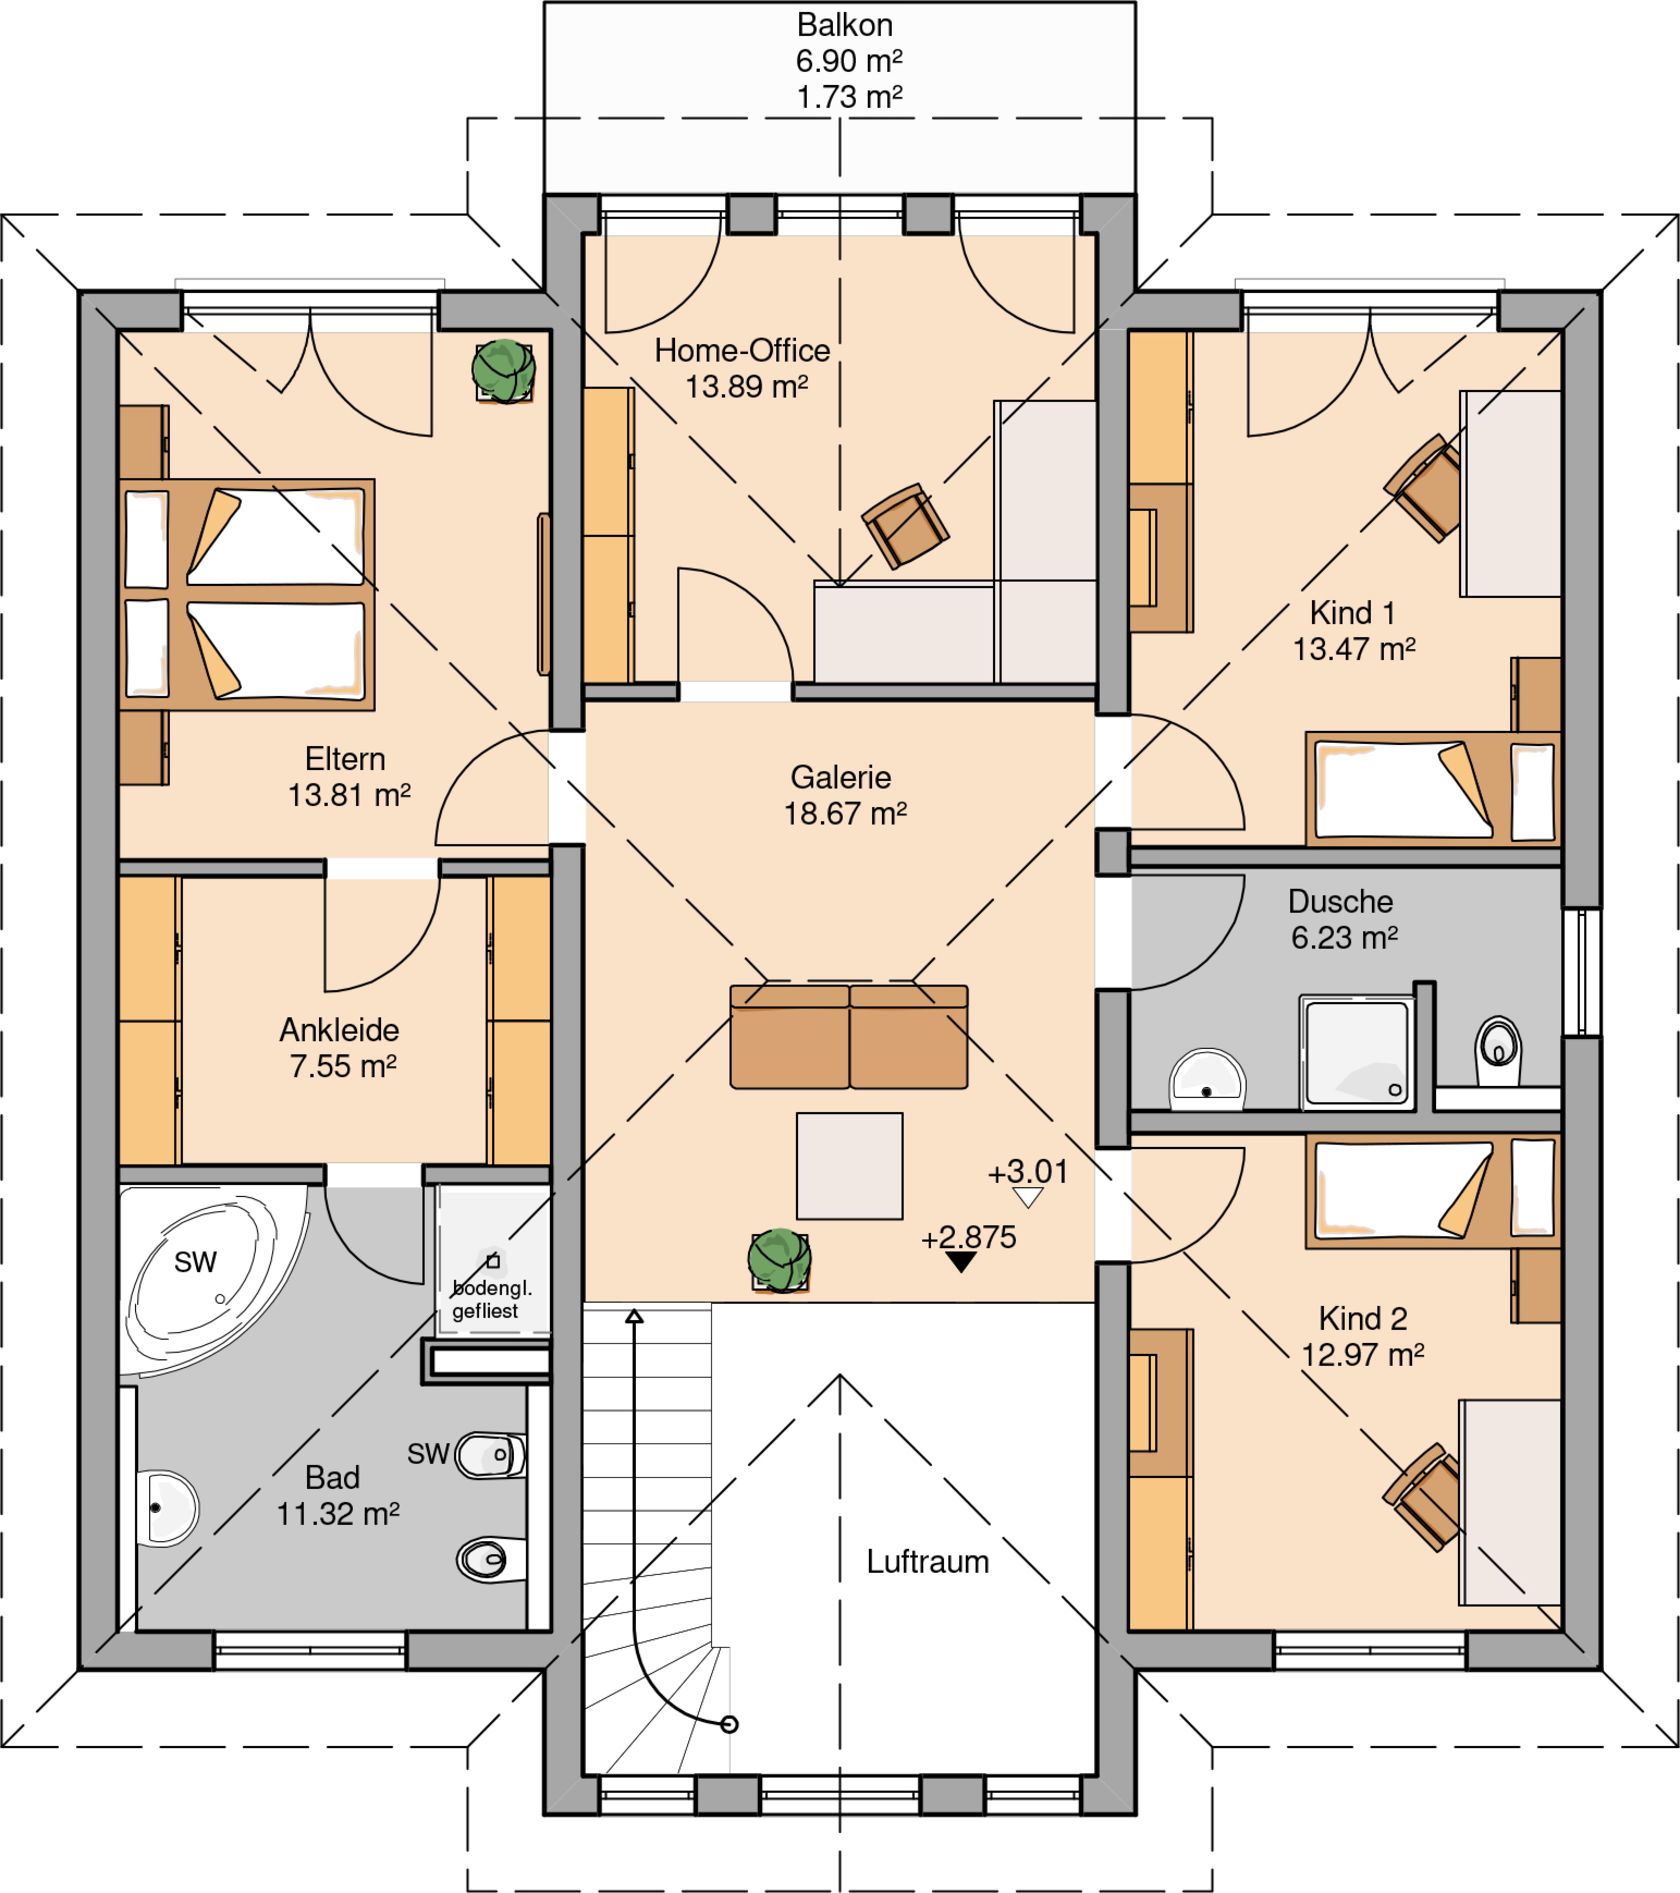 Balkon
6.90 m²
1.73 m²
Home-Office
13.89 m²
Kind 1
13.47 m²
Eltern
13.81 m²
Galerie
18.67 m²
Dusche
6.23 m²
Ankleide
7.55 m²
+3.01
+2.875
SW
bodengl.
gefliest
Kind 2
12.97 m²
SW
Bad
11.32 m²
Luftraum